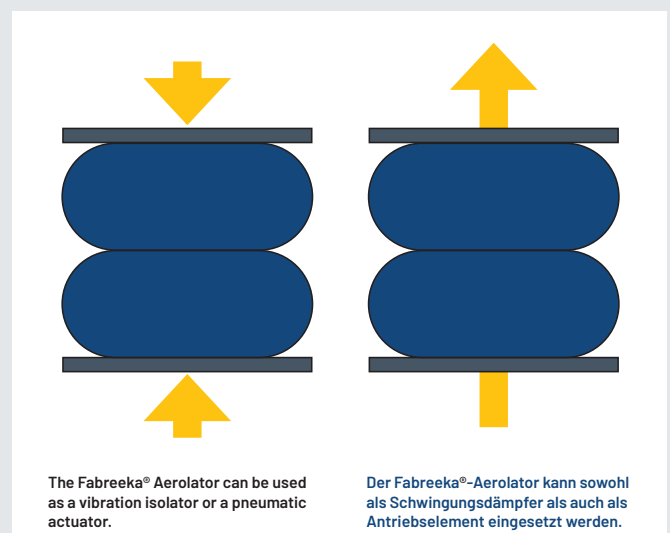 The Fabreeka® Aerolator can be used
as a vibration isolator or a pneumatic
actuator.
Der Fabreeka®-Aerolator kann sowohl
als Schwingungsdämpfer als auch als
Antriebselement eingesetzt werden.